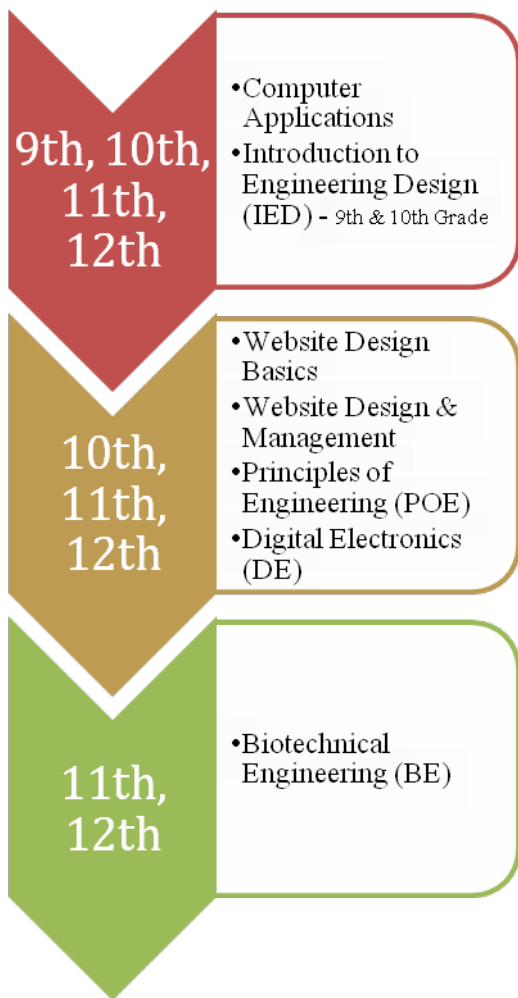 9th, 10th,
11th,
12th
•Computer
Applications
•Introduction to
Engineering Design
(IED) - 9th & 10th Grade
10th,
11th,
12th
•Website Design
Basics
•Website Design &
Management
•Principles of
Engineering (POE)
•Digital Electronics
(DE)
11th,
12th
•Biotechnical
Engineering (BE)